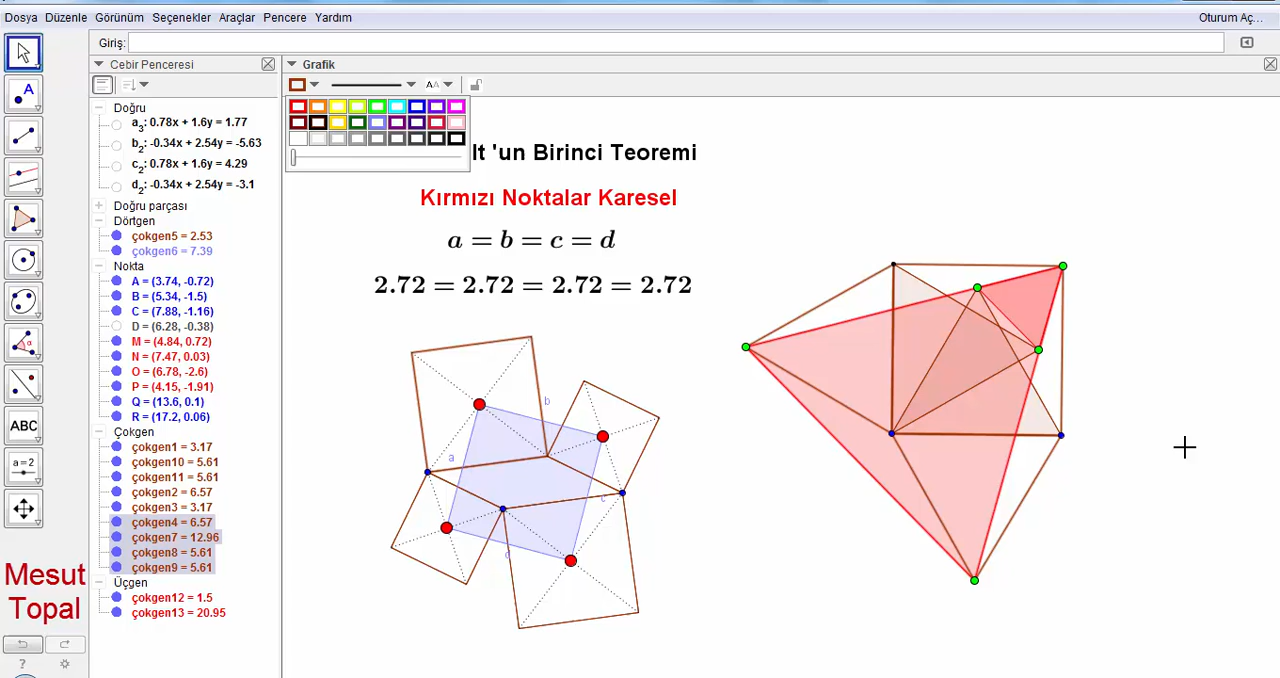 Dosya Düzenle Görünüm Seçenekler Araçlar Pencere Yardım Oturum Aç...
Giriş:
Cebir Penceresi
Grafik
AA
Doğru
a3: 0.78x + 1.6y = 1.77
b2: -0.34x + 2.54y = -5.63
c2: 0.78x + 1.6y = 4.29
d2: -0.34x + 2.54y = -3.1
Doğru parçası
Dörtgen
çokgen5 = 2.53
çokgen6 = 7.39
Nokta
A = (3.74, -0.72)
B = (5.34, -1.5)
C = (7.88, -1.16)
D = (6.28, -0.38)
M = (4.84, 0.72)
N = (7.47, 0.03)
O = (6.78, -2.6)
P = (4.15, -1.91)
Q = (13.6, 0.1)
R = (17.2, 0.06)
Çokgen
çokgen1 = 3.17
çokgen10 = 5.61
çokgen11 = 5.61
çokgen2 = 6.57
çokgen3 = 3.17
çokgen4 = 6.57
çokgen7 = 12.96
çokgen8 = 5.61
çokgen9 = 5.61
Üçgen
çokgen12 = 1.5
çokgen13 = 20.95
A
α
ABC
a=2
Mesut
Topal
?
lt 'un Birinci Teoremi
Kırmızı Noktalar Karesel
a = b = c = d
2.72 = 2.72 = 2.72 = 2.72
b
a
c
d